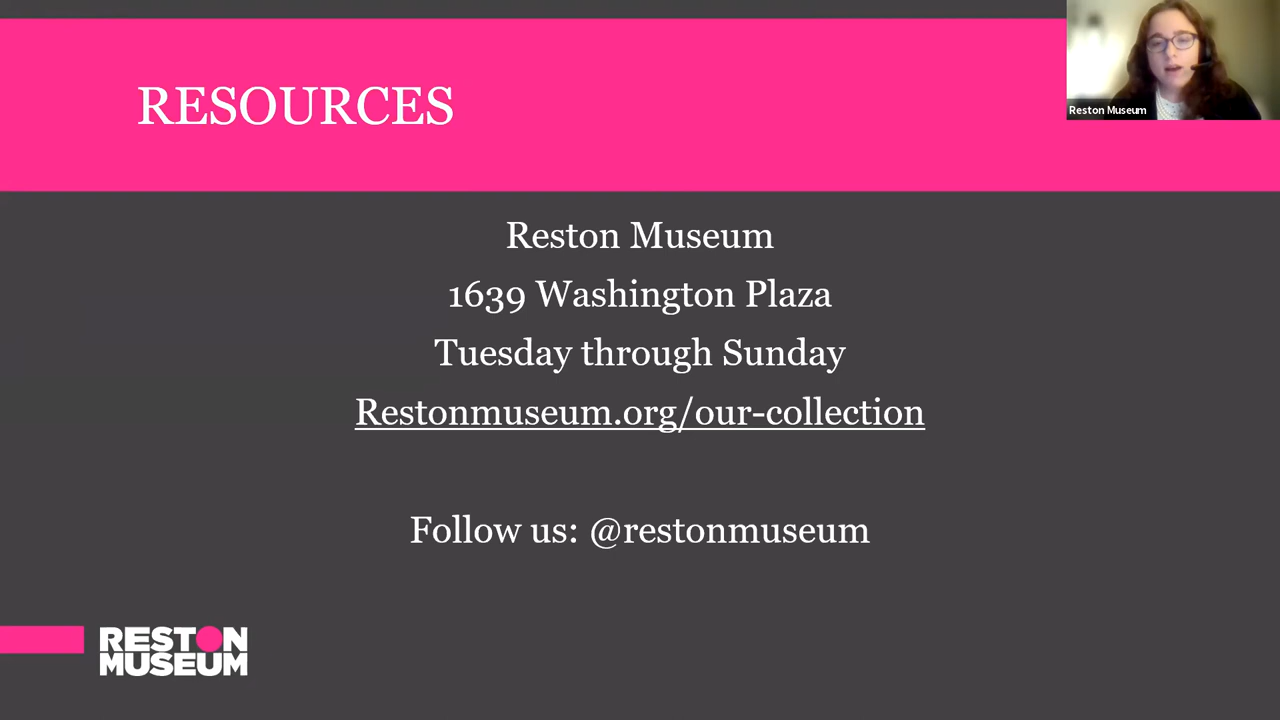 RESOURCES
Reston Museum
Reston Museum
1639 Washington Plaza
Tuesday through Sunday
Restonmuseum.org/our-collection
Follow us: @restonmuseum
RESTON
MUSEUM